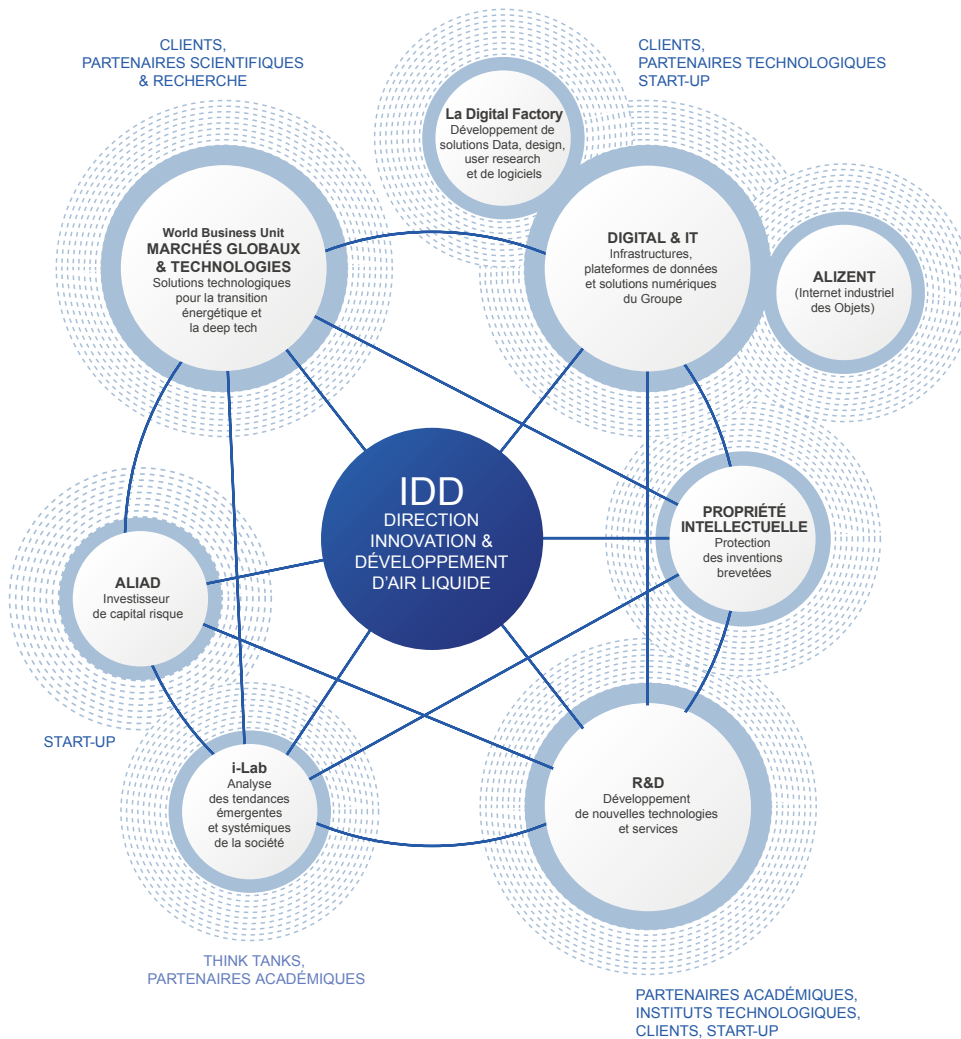 CLIENTS,
PARTENAIRES SCIENTIFIQUES
& RECHERCHE
CLIENTS,
PARTENAIRES TECHNOLOGIQUES
START-UP
La Digital Factory
Développement de
solutions Data, design,
user research
et de logiciels
World Business Unit
MARCHÉS GLOBAUX
& TECHNOLOGIES
Solutions technologiques
pour la transition
énergétique et
la deep tech
DIGITAL & IT
Infrastructures,
plateformes de données
et solutions numériques
du Groupe
ALIZENT
(Internet industriel
des Objets)
IDD
DIRECTION
INNOVATION &
DÉVELOPPEMENT
D'AIR LIQUIDE
PROPRIÉTÉ
INTELLECTUELLE
Protection
des inventions
brevetées
ALIAD
Investisseur
de capital risque
START-UP
i-Lab
Analyse
des tendances
émergentes
et systémiques
de la société
R&D
Développement
de nouvelles technologies
et services
THINK TANKS,
PARTENAIRES ACADÉMIQUES
PARTENAIRES ACADÉMIQUES,
INSTITUTS TECHNOLOGIQUES,
CLIENTS, START-UP